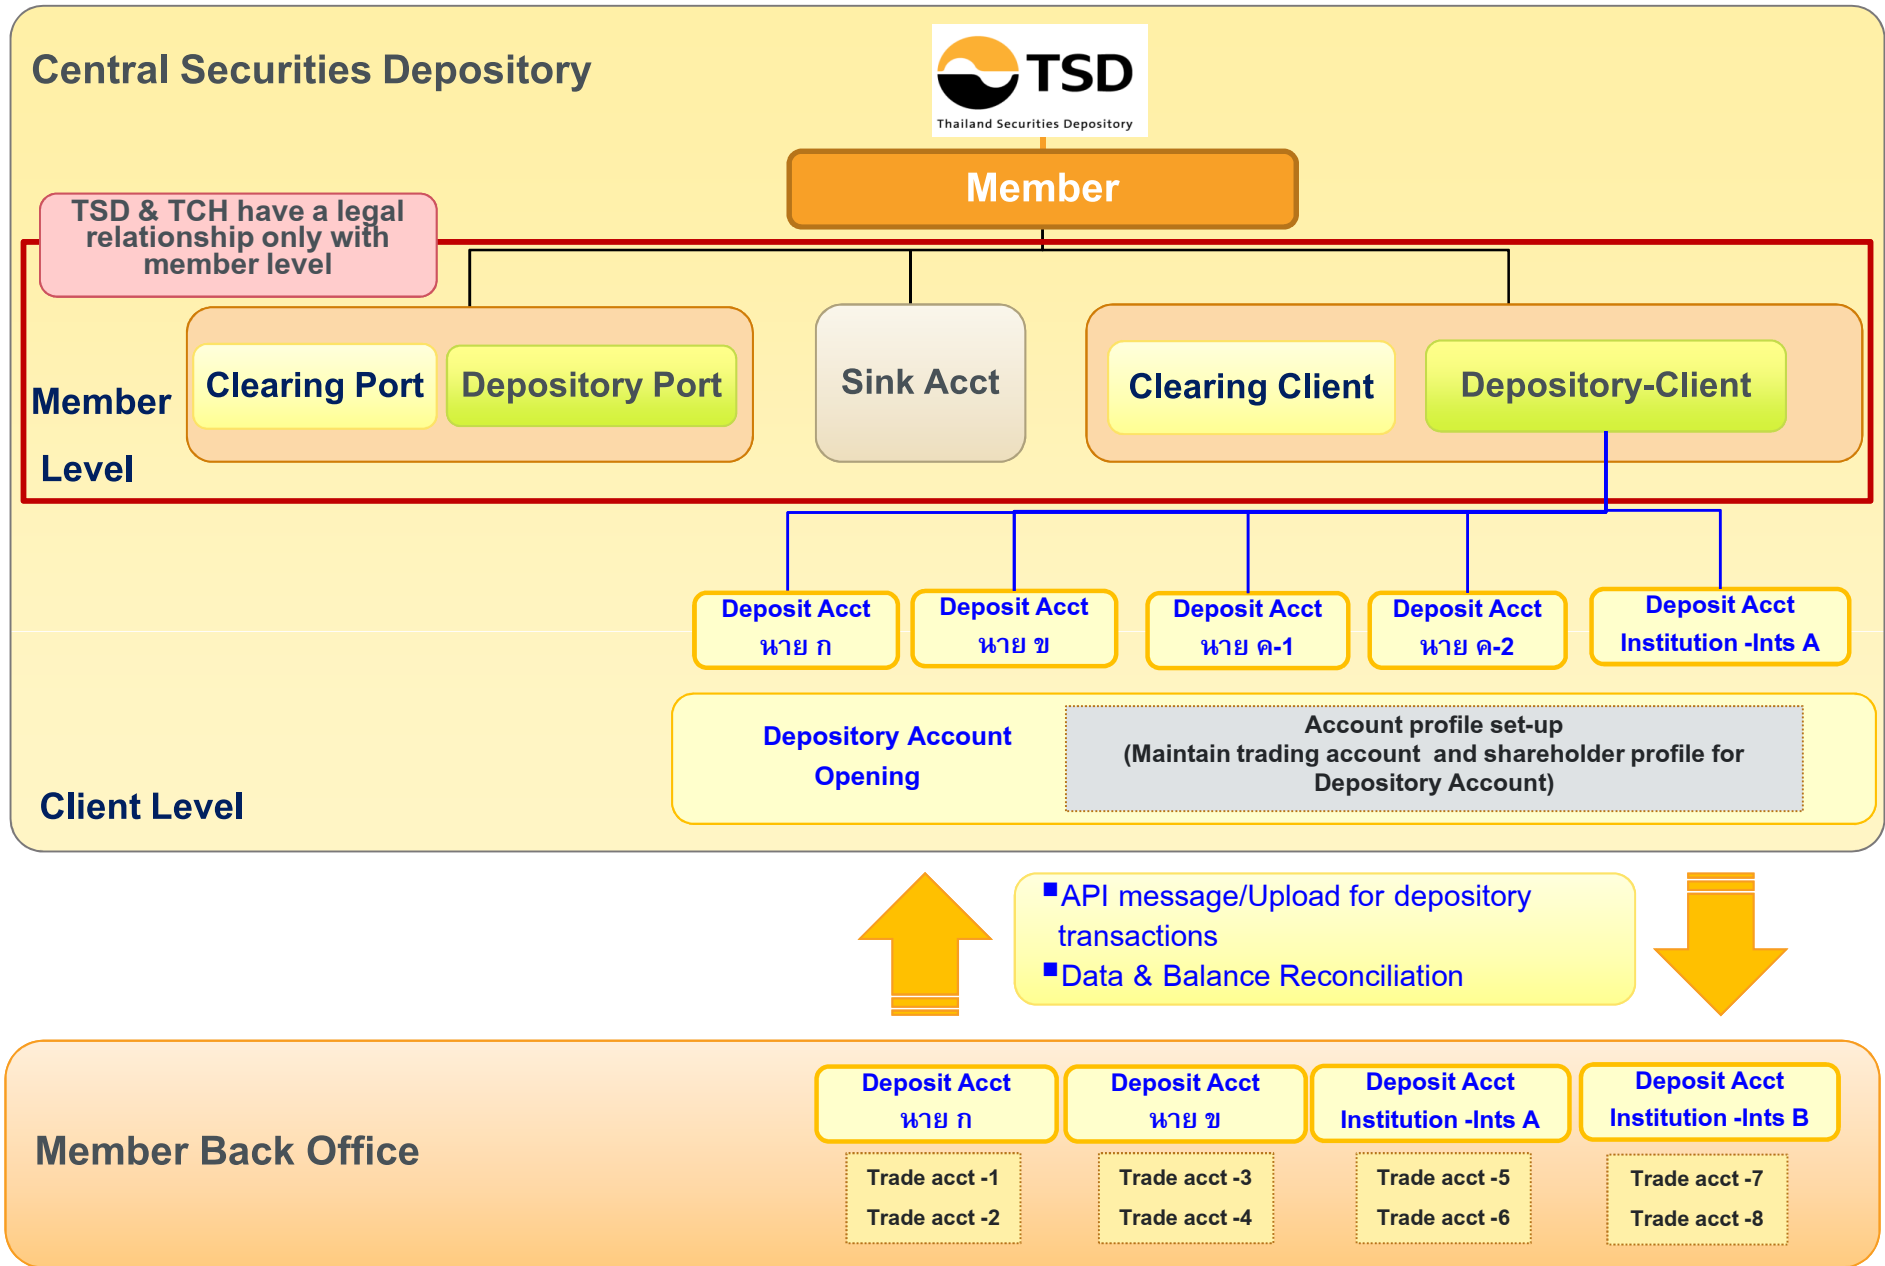 Central Securities Depository
TSD
Thailand Securities Depository
Member
TSD & TCH have a legal
relationship only with
member level
Member
Level
Clearing Port
Depository Port
Sink Acct
Clearing Client
Depository-Client
Deposit Acct
นาย ก
Deposit Acct
นาย ข
Deposit Acct
นาย ค-1
Deposit Acct
นาย ค-2
Deposit Acct
Institution -Ints A
Client Level
Depository Account
Opening
Account profile set-up
(Maintain trading account and shareholder profile for
Depository Account)
▪API message/Upload for depository
transactions
▪Data & Balance Reconciliation
Member Back Office
Deposit Acct
นาย ก
Trade acct -1
Trade acct -2
Deposit Acct
นาย ข
Trade acct -3
Trade acct -4
Deposit Acct
Institution -Ints A
Trade acct -5
Trade acct -6
Deposit Acct
Institution -Ints B
Trade acct -7
Trade acct -8